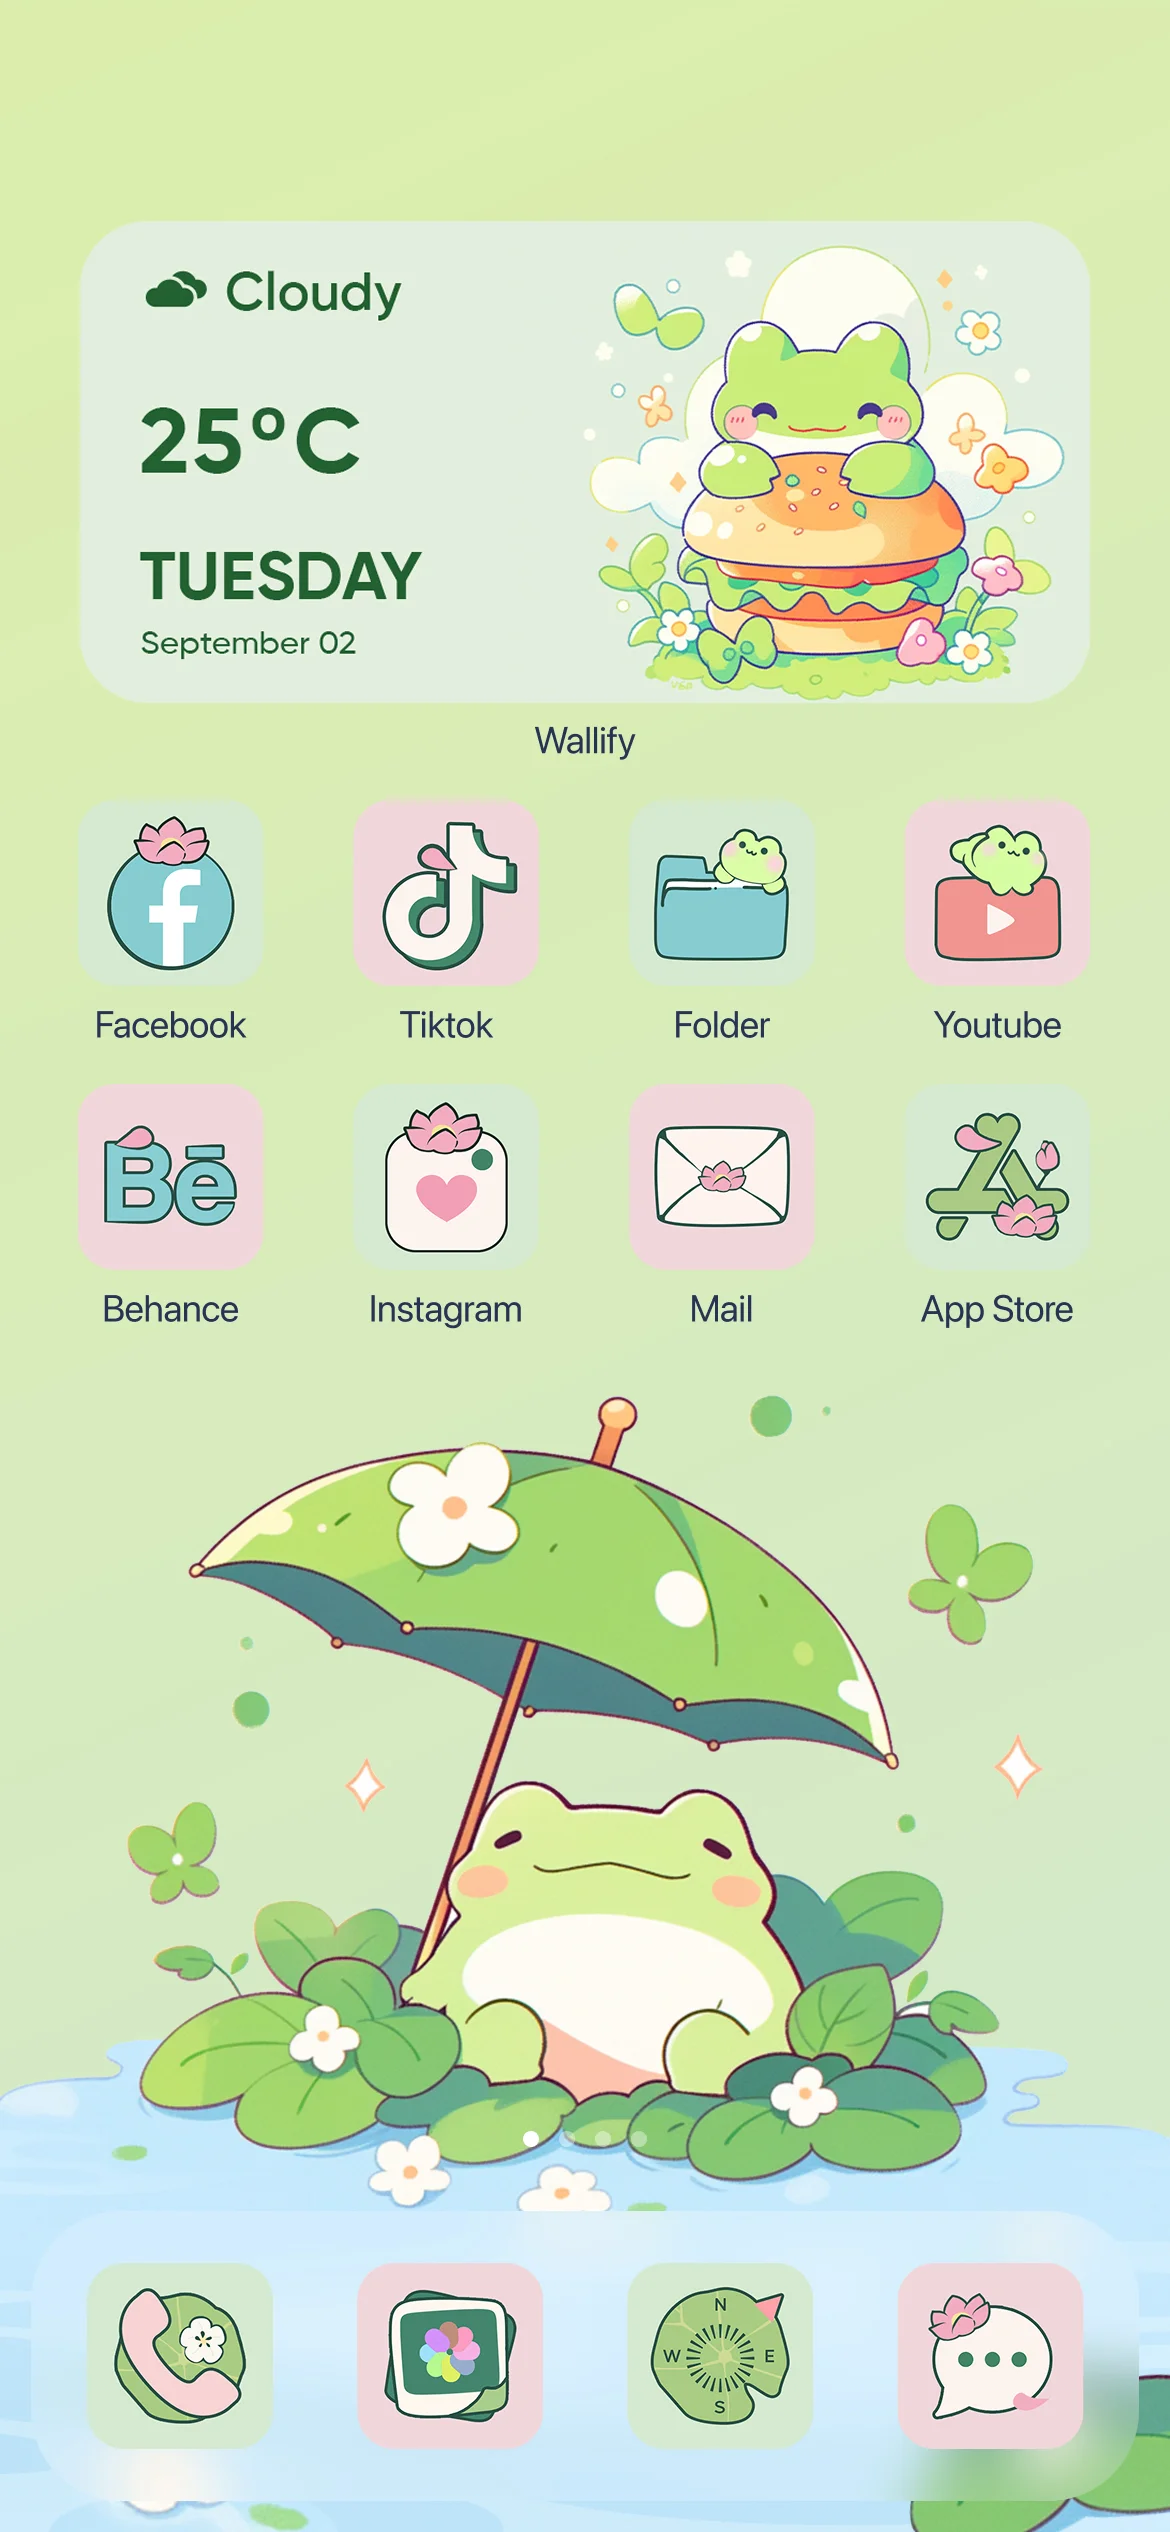 Cloudy
25°C
TUESDAY
September 02
Wallify
f
Facebook
Tiktok
Folder
Youtube
Bē
Behance
Instagram
Mail
App Store
N
W E
S